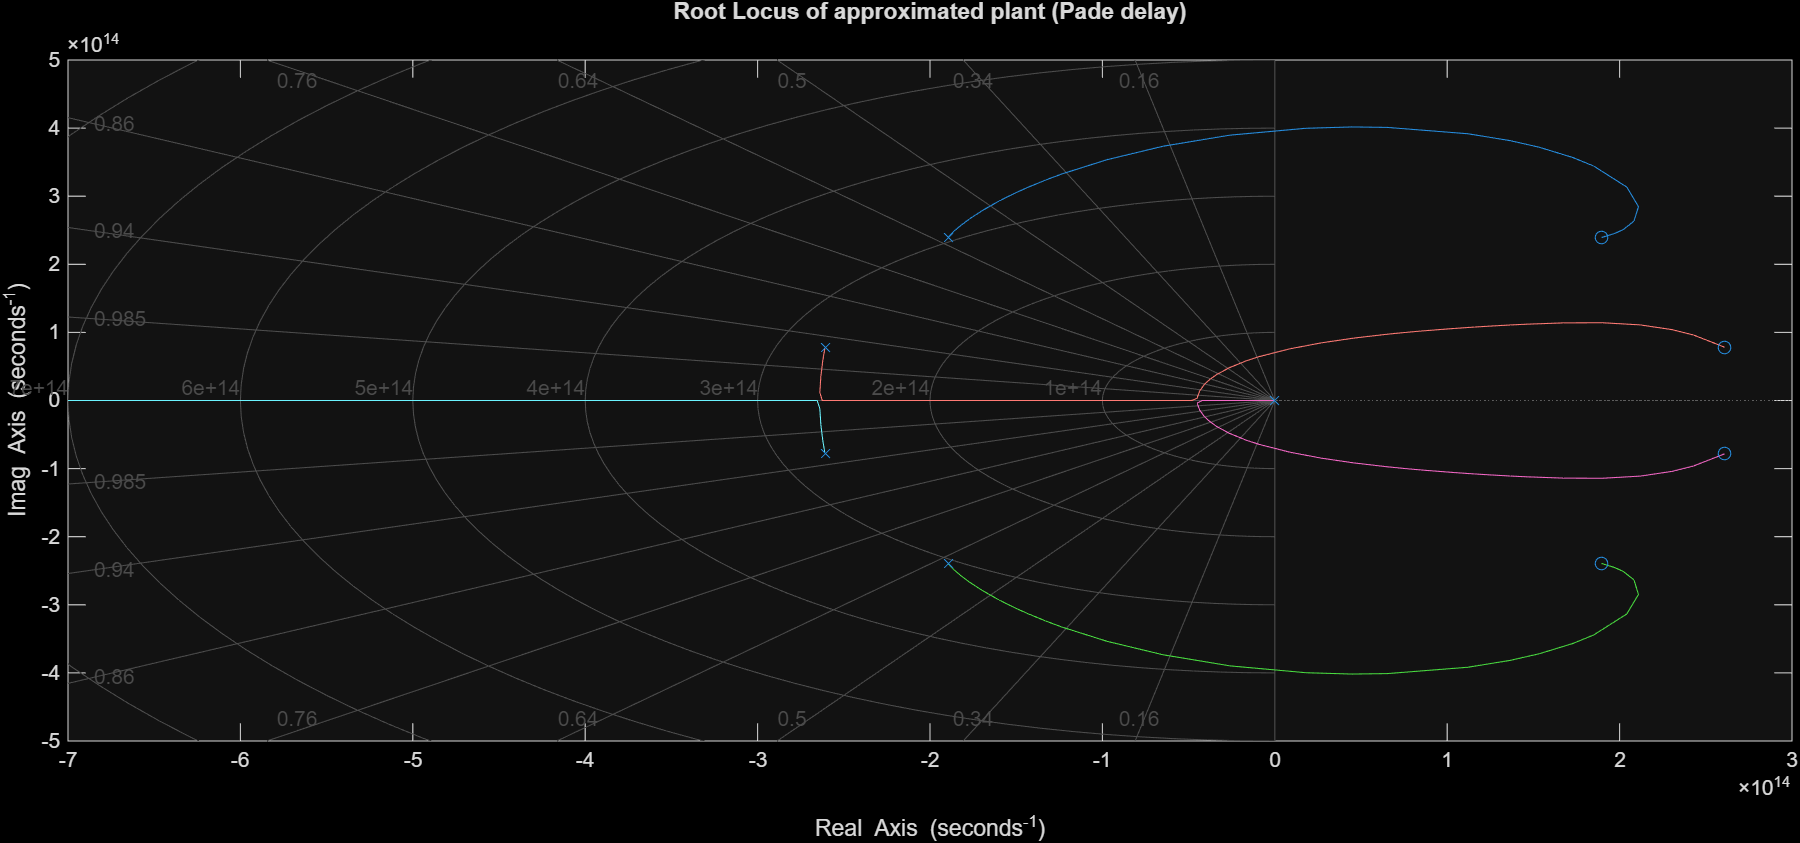 Root Locus of approximated plant (Pade delay)
×10¹⁴
5
0.76 0.64 0.5 0.34 0.16
4 0.86
3
0.94
2
1 0.985
6e+14 5e+14 4e+14 3e+14 2e+14 1e+14
0
-1
0.985
-2
0.94
-3
-4 0.86
0.76 0.64 0.5 0.34 0.16
-5
-7 -6 -5 -4 -3 -2 -1 0 1 2 3
×10¹⁴
Imag Axis (seconds⁻¹)
Real Axis (seconds⁻¹)